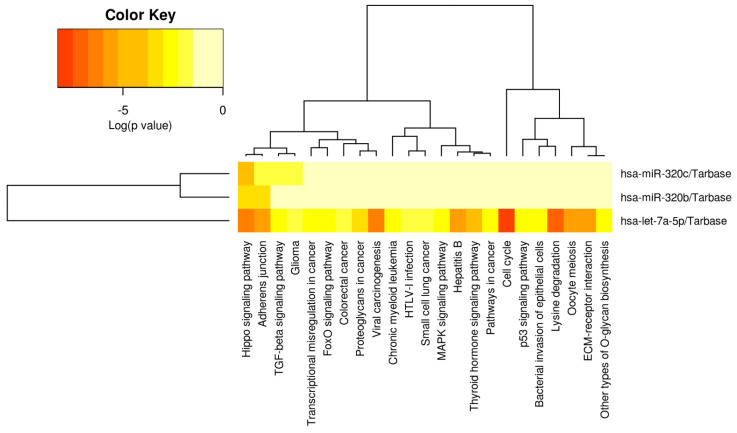 Color Key
-5
0
Log(p value)
hsa-miR-320c/Tarbase
hsa-miR-320b/Tarbase
hsa-let-7a-5p/Tarbase
Hippo signaling pathway
Adherens junction
TGF-beta signaling pathway
Glioma
Transcriptional misregulation in cancer
FoxO signaling pathway
Colorectal cancer
Proteoglycans in cancer
Viral carcinogenesis
Chronic myeloid leukemia
HTLV-I infection
Small cell lung cancer
MAPK signaling pathway
Hepatitis B
Thyroid hormone signaling pathway
Pathways in cancer
Cell cycle
p53 signaling pathway
Bacterial invasion of epithelial cells
Lysine degradation
Oocyte meiosis
ECM-receptor interaction
Other types of O-glycan biosynthesis